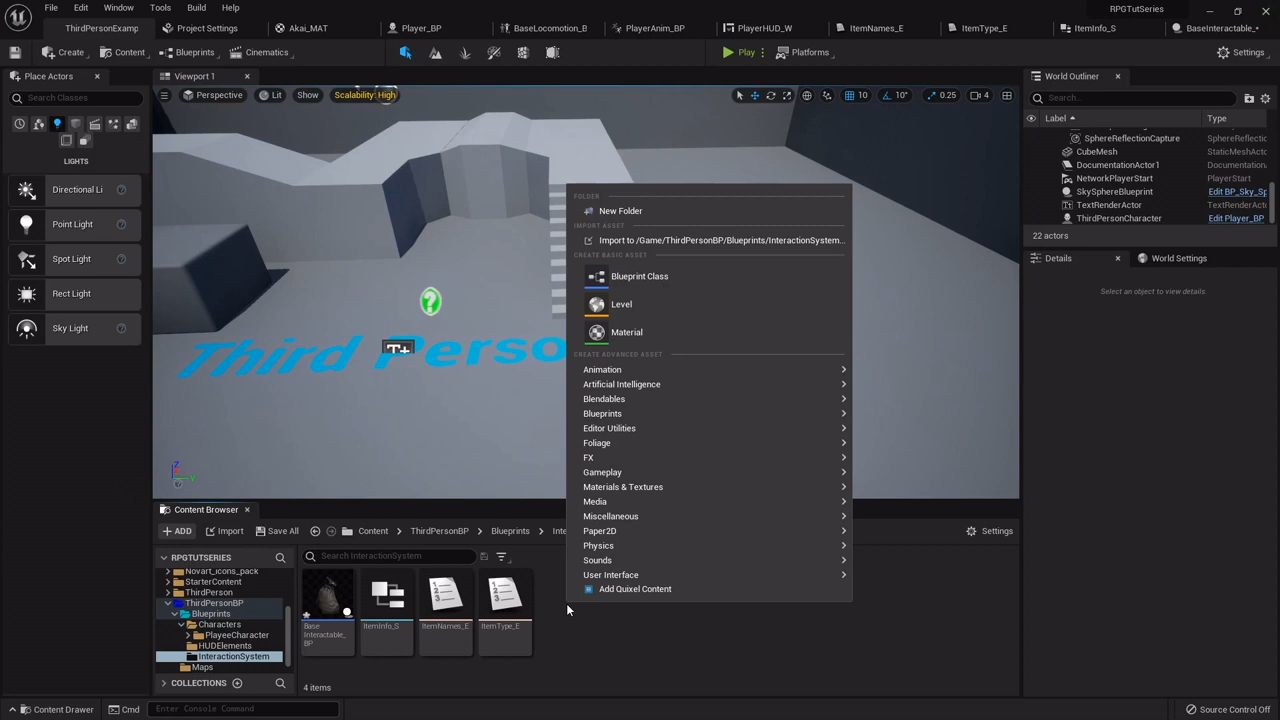 File
Edit
Window
Tools
Build
Help
RPGTutSeries
ThirdPersonExamp
Project Settings
Akai_MAT
Player_BP
BaseLocomotion_B
PlayerAnim_BP
PlayerHUD_W
ItemNames_E
ItemType_E
ItemInfo_S
BaseInteractable_•
Create
Content
Blueprints
Cinematics
Play
Platforms
Settings
Place Actors
Search Classes
LIGHTS
Directional Li
Point Light
Spot Light
Rect Light
Sky Light
Viewport 1
Perspective
Lit
Show
Scalability: High
10
10°
0.25
4
Third Perso
T+
Z
Y
FOLDER
New Folder
IMPORT ASSET
Import to /Game/ThirdPersonBP/Blueprints/InteractionSystem...
CREATE BASIC ASSET
Blueprint Class
Level
Material
CREATE ADVANCED ASSET
Animation
Artificial Intelligence
Blendables
Blueprints
Editor Utilities
Foliage
FX
Gameplay
Materials & Textures
Media
Miscellaneous
Paper2D
Physics
Sounds
User Interface
Add Quixel Content
World Outliner
Search...
Label
Type
SphereReflectionCapture
SphereReflectic
CubeMesh
StaticMeshActo
DocumentationActor1
Documentation
NetworkPlayerStart
PlayerStart
SkySphereBlueprint
Edit BP_Sky_Sp
TextRenderActor
TextRenderActo
ThirdPersonCharacter
Edit Player_BP
22 actors
Details
World Settings
Select an object to view details.
Content Browser
ADD
Import
Save All
Content
ThirdPersonBP
Blueprints
Inte
Settings
RPGTUTSERIES
Novart_icons_pack
StarterContent
ThirdPerson
ThirdPersonBP
Blueprints
Characters
PlayeeCharacter
HUDElements
InteractionSystem
Maps
COLLECTIONS
Search InteractionSystem
Base
Interactable_
BP
ItemInfo_S
ItemNames_E
ItemType_E
4 items
Content Drawer
Cmd
Enter Console Command
Source Control Off